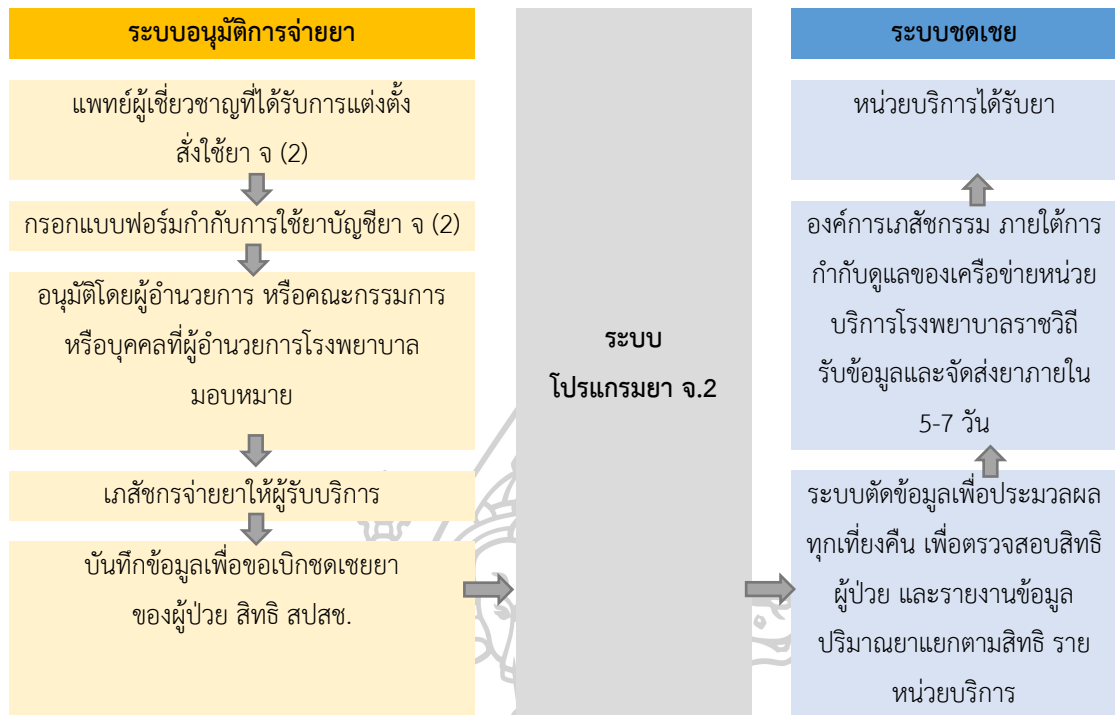 ระบบอนุมัติการจ่ายยา
แพทย์ผู้เชี่ยวชาญที่ได้รับการแต่งตั้ง
สั่งใช้ยา จ (2)
กรอกแบบฟอร์มกำกับการใช้ยาบัญชียา จ (2)
อนุมัติโดยผู้อำนวยการ หรือคณะกรรมการ
หรือบุคคลที่ผู้อำนวยการโรงพยาบาล
มอบหมาย
เภสัชกรจ่ายยาให้ผู้รับบริการ
บันทึกข้อมูลเพื่อขอเบิกชดเชยยา
ของผู้ป่วย สิทธิ สปสช.
ระบบ
โปรแกรมยา จ.2
ระบบชดเชย
หน่วยบริการได้รับยา
องค์การเภสัชกรรม ภายใต้การ
กำกับดูแลของเครือข่ายหน่วย
บริการโรงพยาบาลราชวิถี
รับข้อมูลและจัดส่งยาภายใน
5-7 วัน
ระบบตัดข้อมูลเพื่อประมวลผล
ทุกเที่ยงคืน เพื่อตรวจสอบสิทธิ
ผู้ป่วย และรายงานข้อมูล
ปริมาณยาแยกตามสิทธิ ราย
หน่วยบริการ